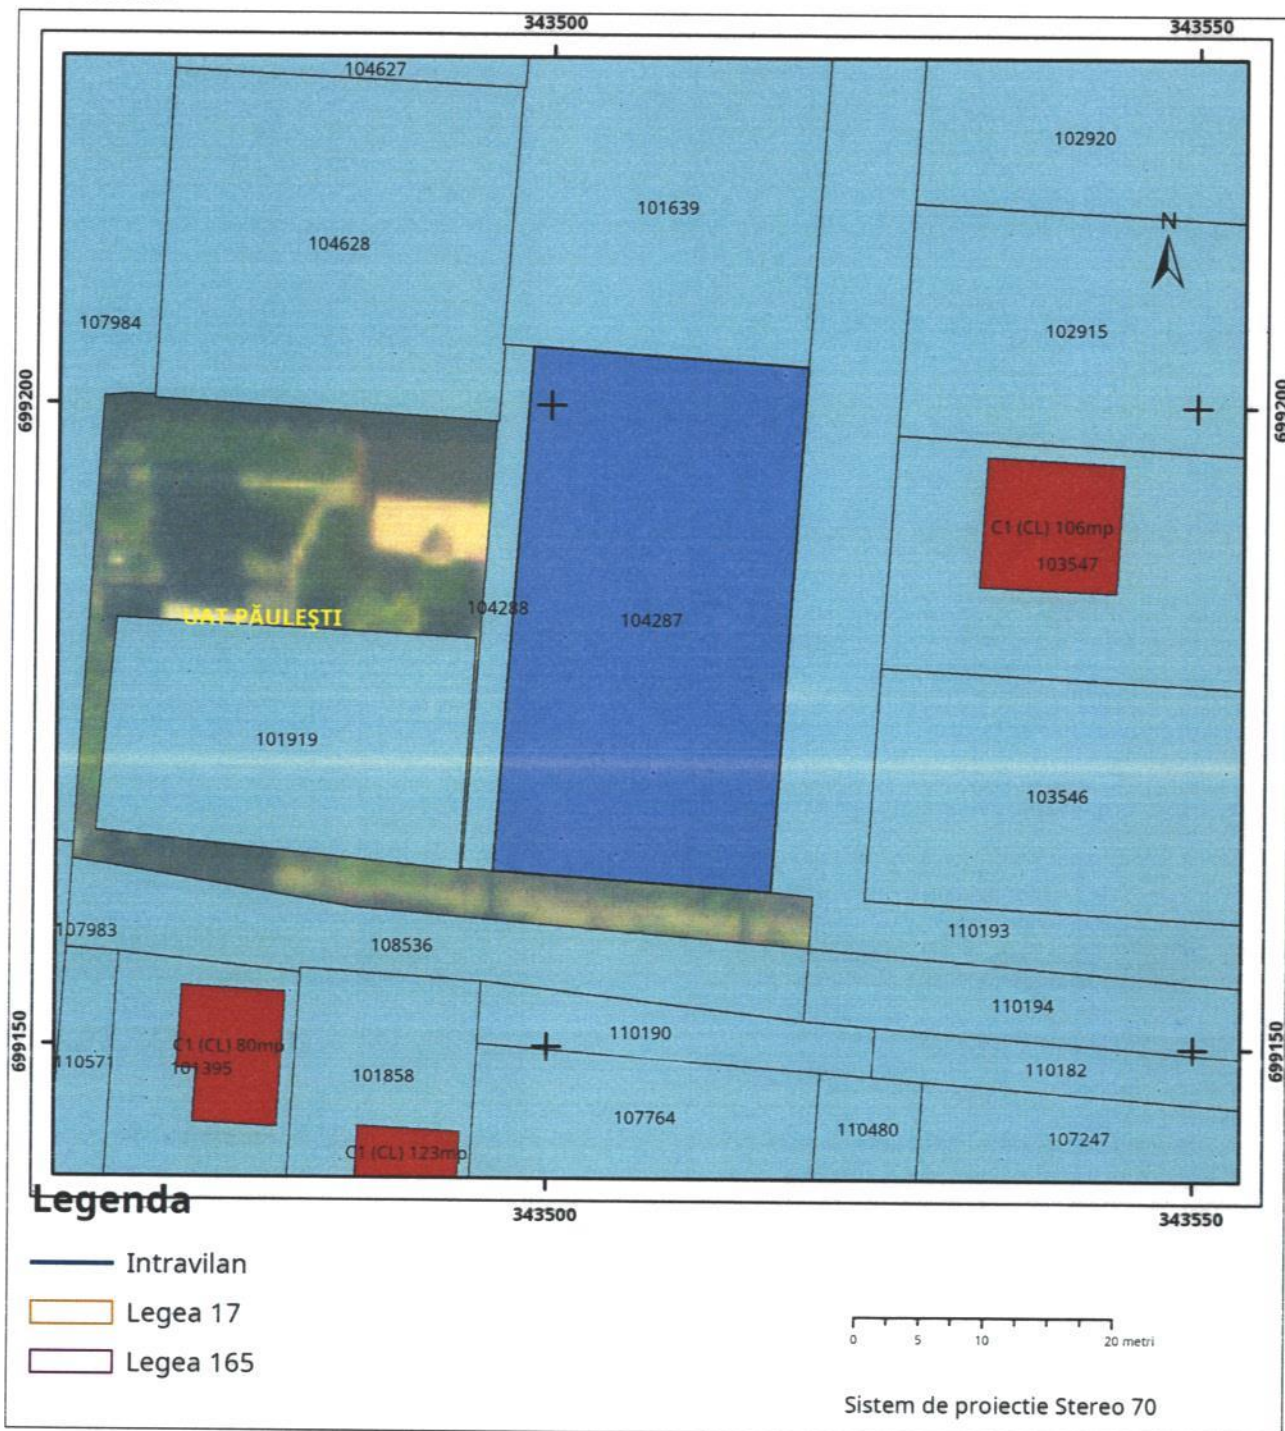 343500
343550
104627
102920
101639
N
104628
107984
102915
699200
699200
C1 (CL) 106mp
103547
104288
UAT PĂULEŞTI
104287
101919
103546
107983
108536
110193
110194
110190
699150
C1 (CL) 80mp
101395
110571
101858
110182
699150
107764
110480
107247
C1 (CL) 123mp
343500
343550
Legenda
Intravilan
Legea 17
Legea 165
0 5 10 20 metri
Sistem de proiectie Stereo 70